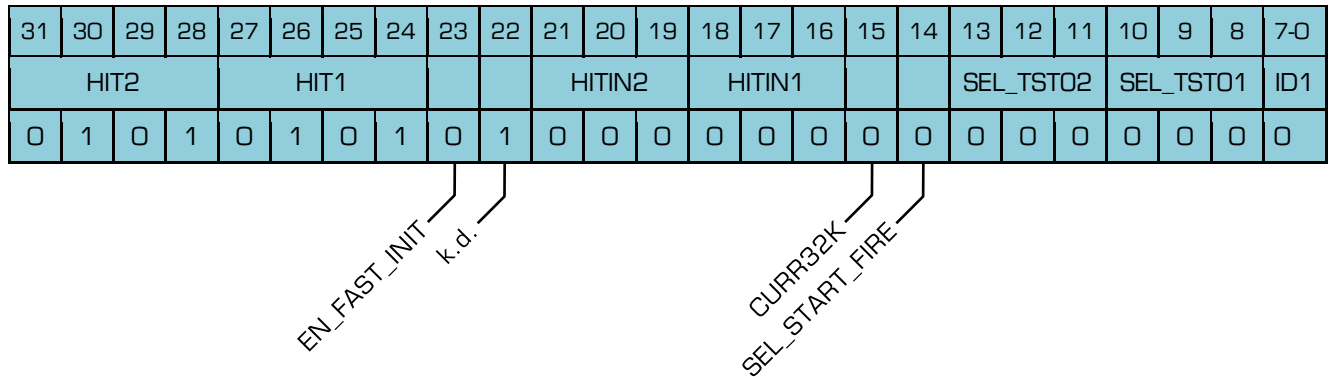 31 30 29 28 27 26 25 24 23 22 21 20 19 18 17 16 15 14 13 12 11 10 9 8 7-0
HIT2 HIT1 HITIN2 HITIN1 SEL_TSTO2 SEL_TSTO1 ID1
0 1 0 1 0 1 0 1 0 1 0 0 0 0 0 0 0 0 0 0 0 0 0 0 0
EN_FAST_INIT
k.d.
CURR32K
SEL_START_FIRE